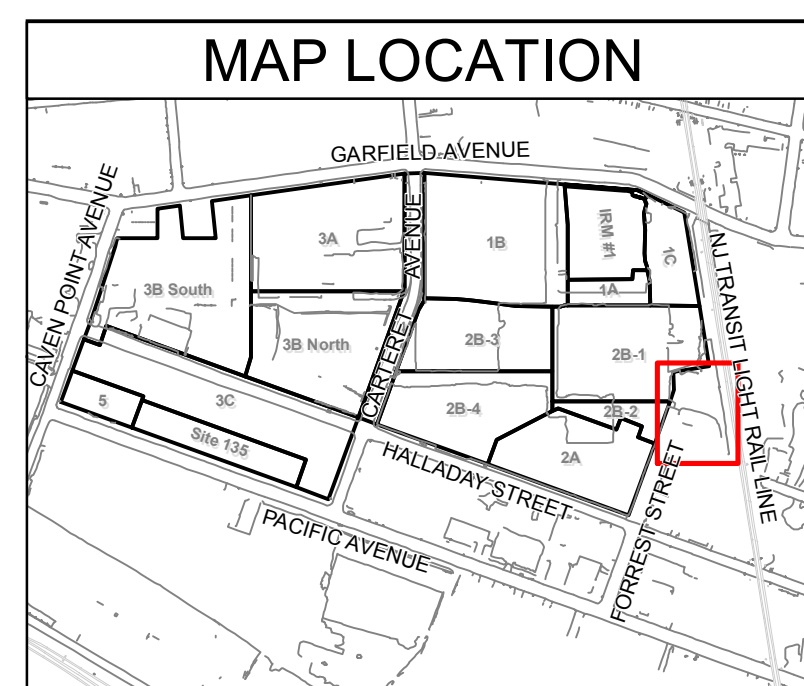 MAP LOCATION
GARFIELD AVENUE
CAVEN POINT AVENUE
3A
AVENUE
1B
IRM #1
1C
NJ TRANSIT LIGHT RAIL LINE
3B South
1A
3B North
CARTERET
2B-3
2B-1
3C
5
Site 135
2B-4
2B-2
2A
HALLADAY STREET
FORREST STREET
PACIFIC AVENUE